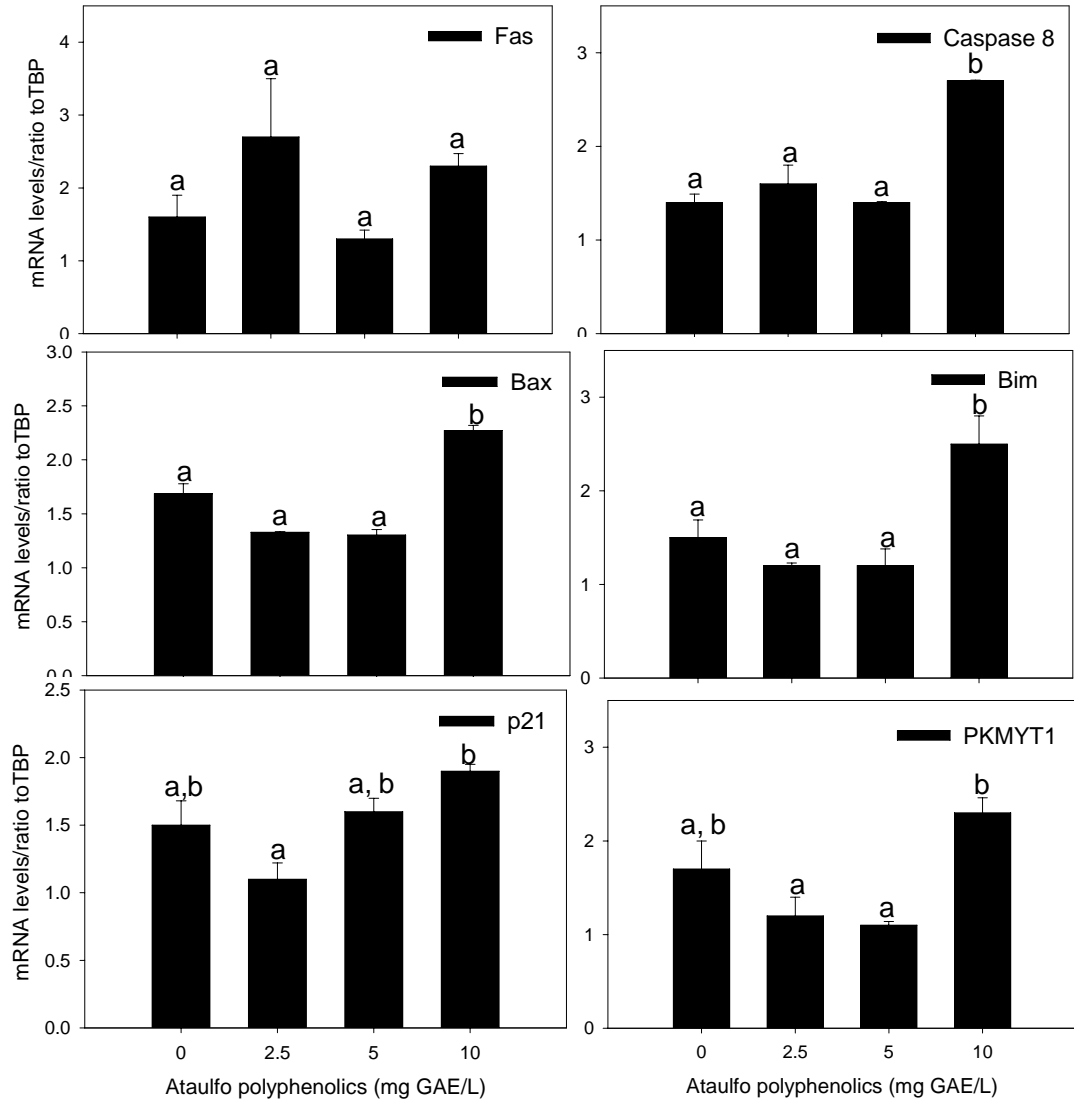 Fas
mRNA levels/ratio toTBP
4
3
2
1
0
a
a
a
a
Caspase 8
3
2
1
0
a
a
a
b
Bax
mRNA levels/ratio toTBP
3.0
2.5
2.0
1.5
1.0
0.5
0.0
a
a
a
b
Bim
3
2
1
0
a
a
a
b
p21
mRNA levels/ratio toTBP
2.5
2.0
1.5
1.0
0.5
0.0
a,b
a
a, b
b
0 2.5 5 10
Ataulfo polyphenolics (mg GAE/L)
PKMYT1
3
2
1
0
a, b
a
a
b
0 2.5 5 10
Ataulfo polyphenolics (mg GAE/L)